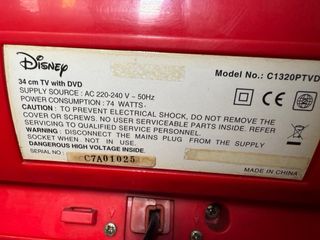 Disney
Model No.: C1320PTVD
34 cm TV with DVD
SUPPLY SOURCE : AC 220-240 V ~ 50Hz
POWER CONSUMPTION : 74 WATTS
CAUTION: TO PREVENT ELECTRICAL SHOCK, DO NOT REMOVE
COVER OR SCREWS. NO USER SERVICEABLE PARTS INSIDE. REFER
TO A QUALIFIED SERVICE PERSONNEL.
WARNING : DISCONNECT THE MAINS PLUG FROM THE SUPPLY
SOCKET WHEN NOT IN USE.
DANGEROUS HIGH VOLTAGE INSIDE.
SERIAL NO : C7A01025
MADE IN CHINA